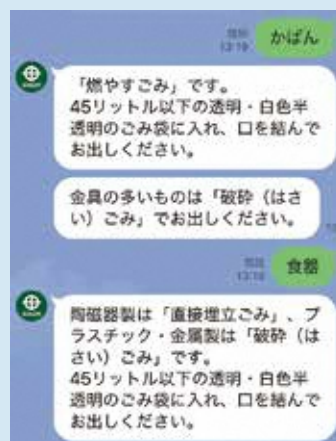 既読
13:19
かばん
「燃やすごみ」です。
45リットル以下の透明・白色半
透明のごみ袋に入れ、口を結んで
お出しください。
金具の多いものは「破砕（はさ
い）ごみ」でお出しください。
既読
13:19
食器
陶磁器製は「直接埋立ごみ」、プ
ラスチック・金属製は「破砕（は
さい）ごみ」です。
45リットル以下の透明・白色半
透明のごみ袋に入れ、口を結んで
お出しください。